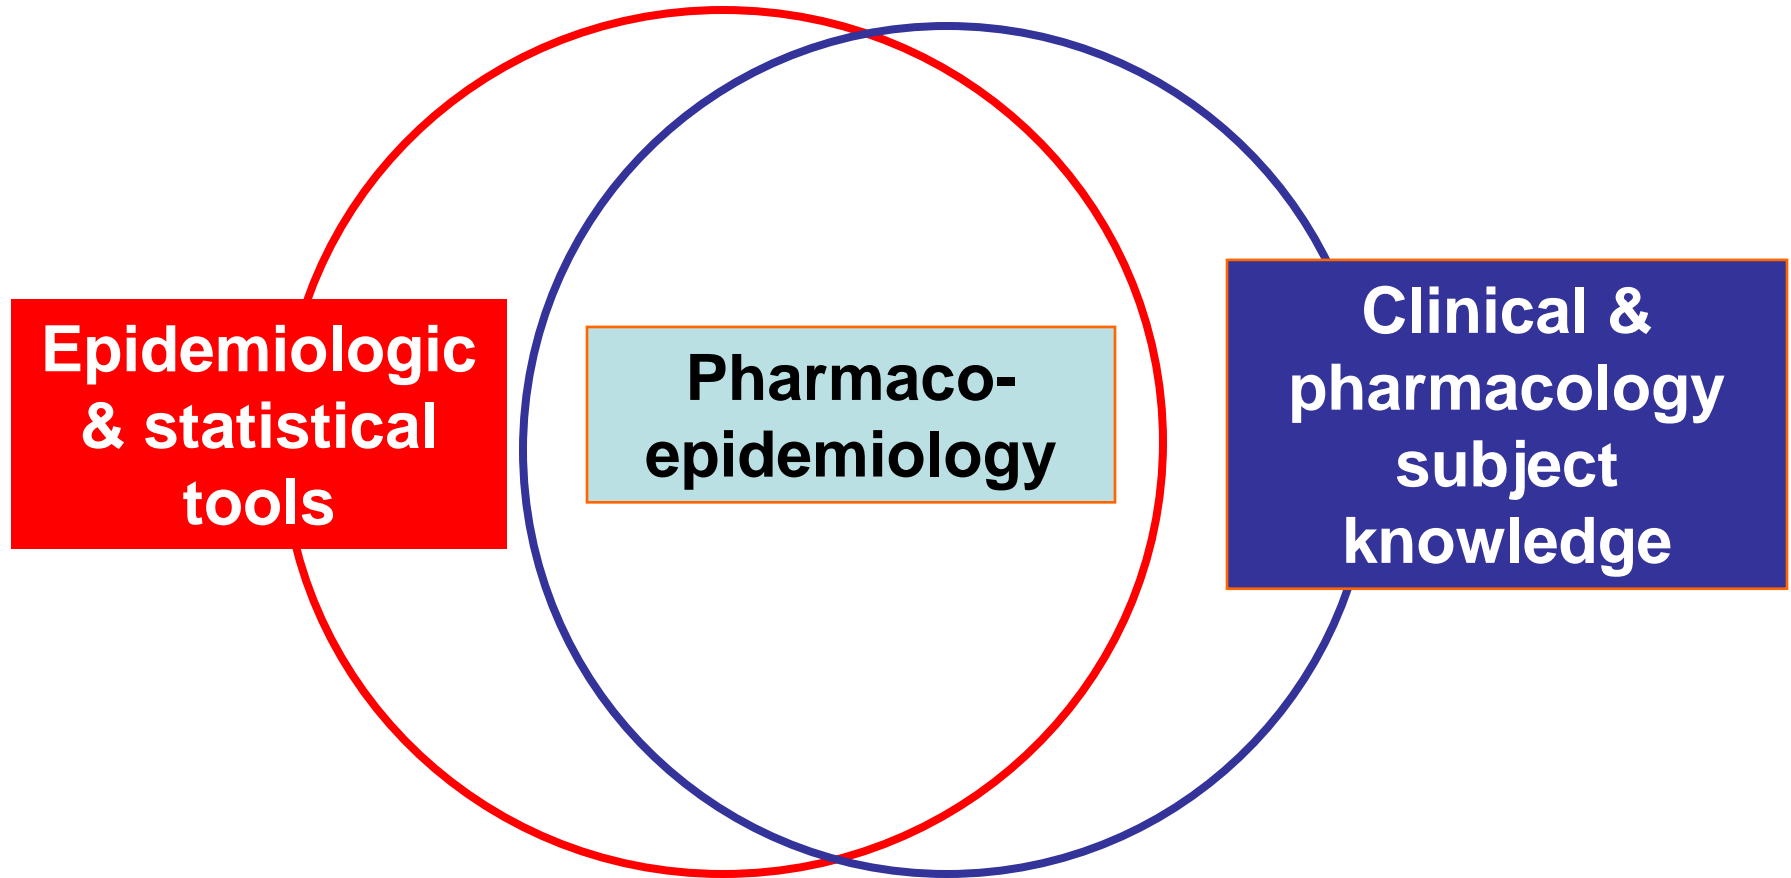 Epidemiologic
& statistical
tools
Pharmaco-
epidemiology
Clinical &
pharmacology
subject
knowledge